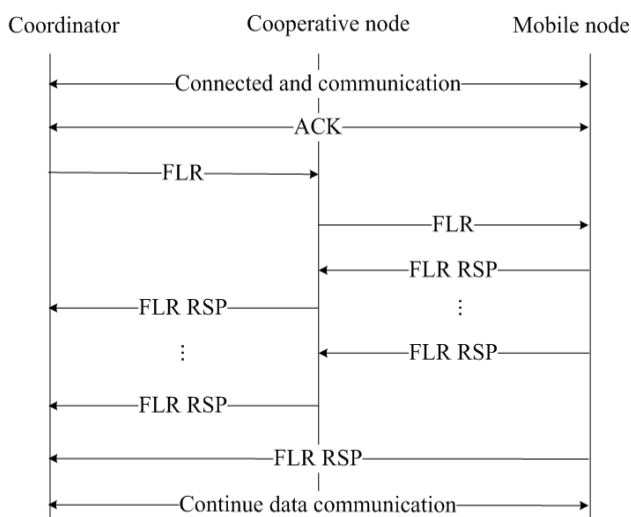 Coordinator Cooperative node Mobile node
Connected and communication
ACK
FLR
FLR
FLR RSP
FLR RSP ⋮
⋮ FLR RSP
FLR RSP
FLR RSP
Continue data communication